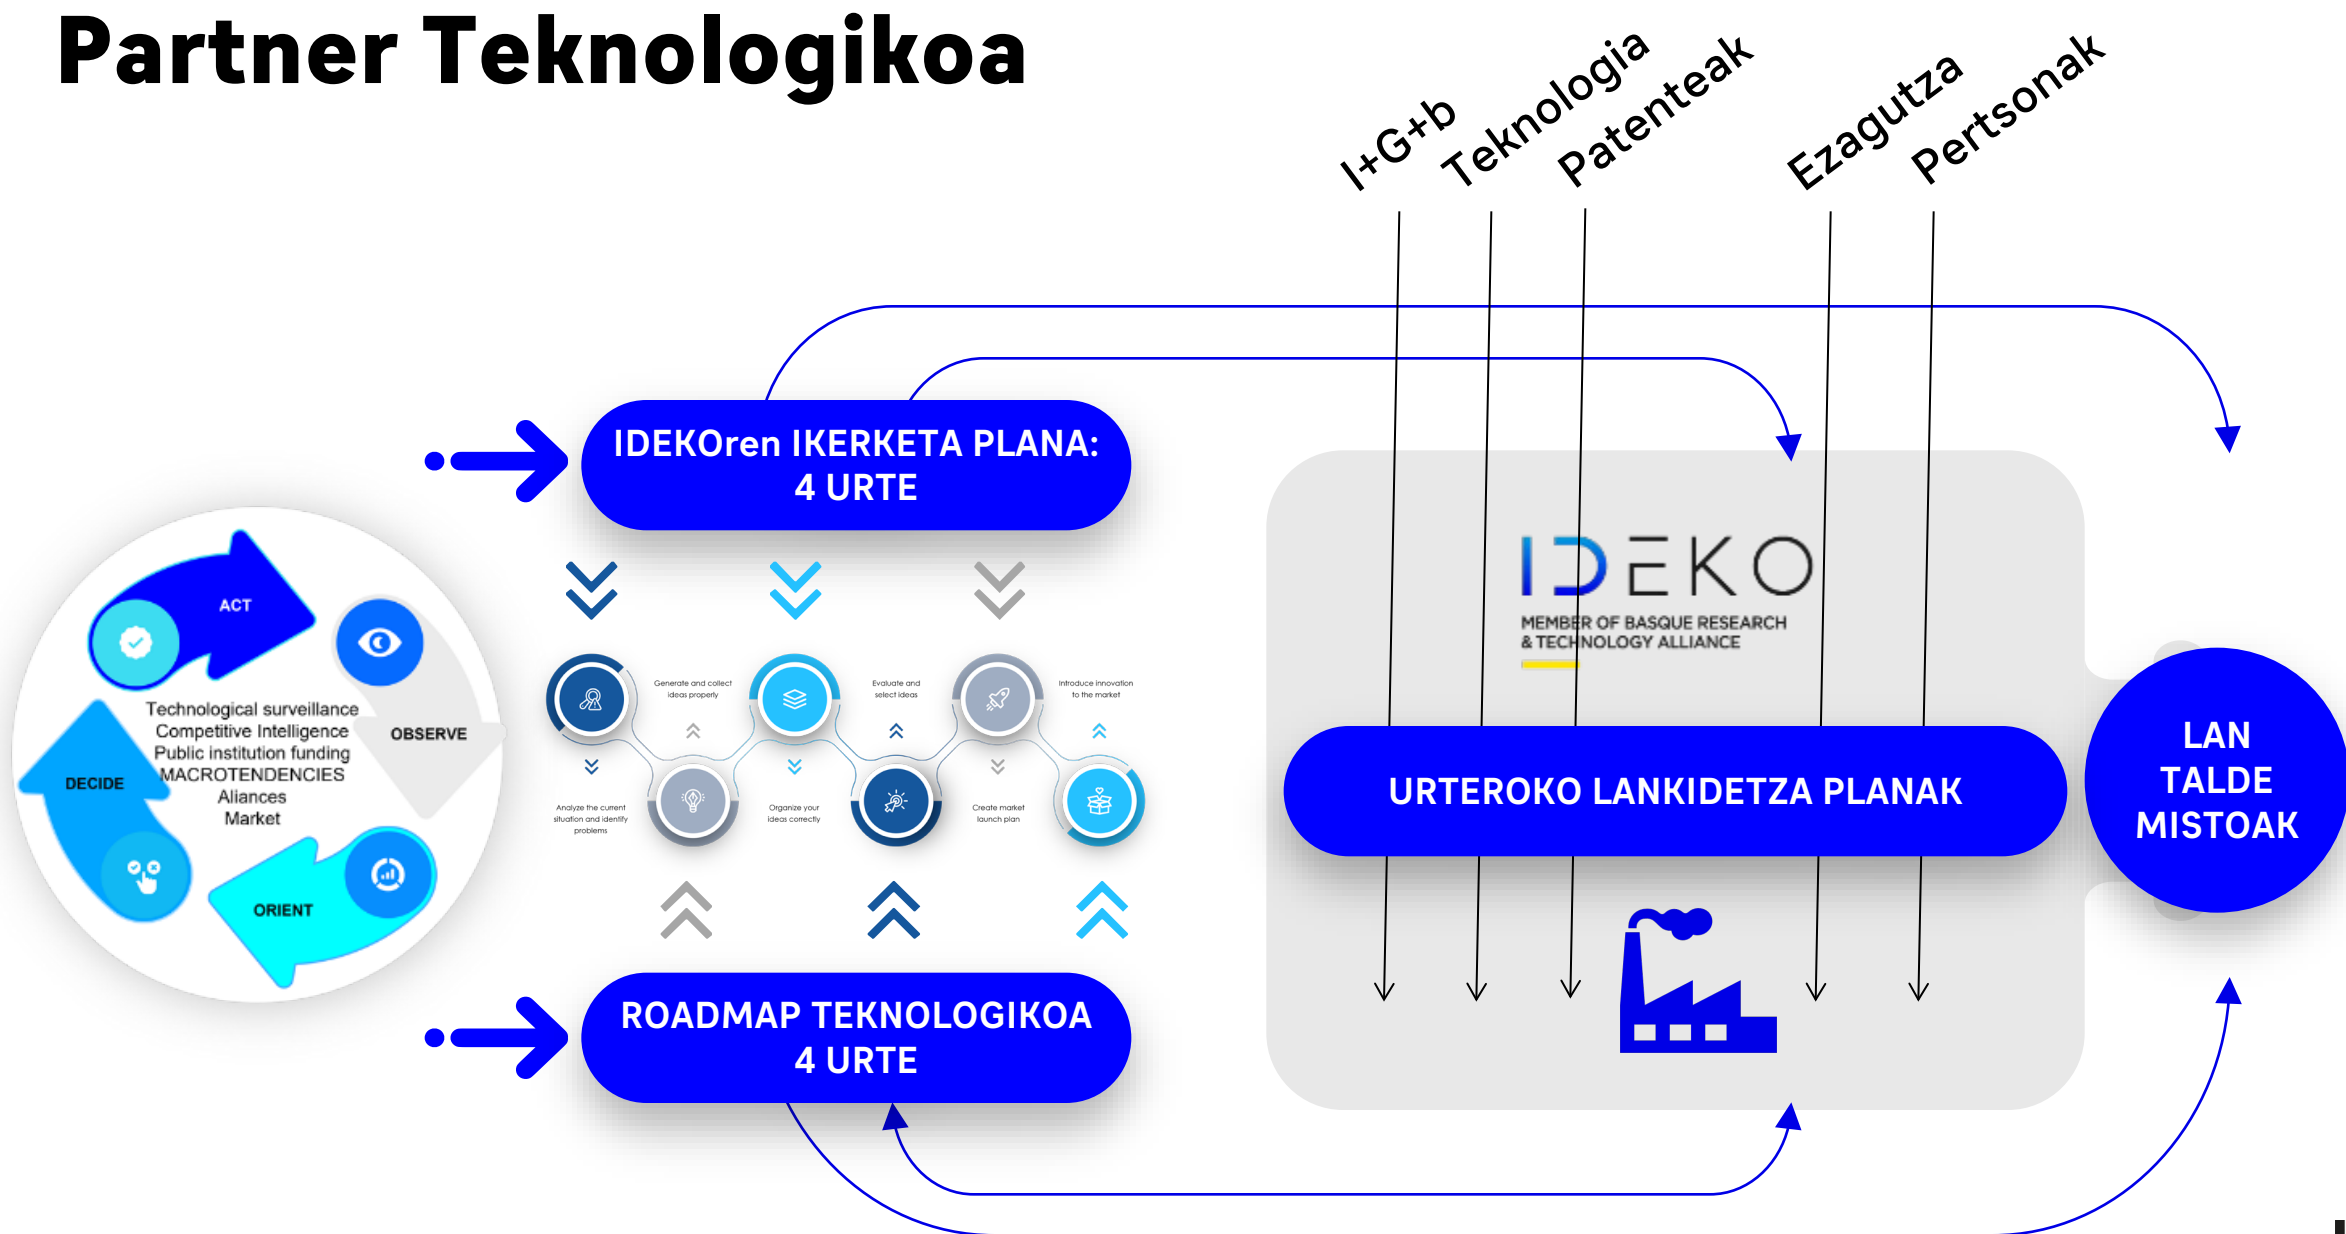 Partner Teknologikoa
I+G+b
Teknologia
Patenteak
Ezagutza
Pertsonak
IDEKOren IKERKETA PLANA:
4 URTE
ACT
OBSERVE
DECIDE
ORIENT
Technological surveillance
Competitive Intelligence
Public institution funding
MACROTENDENCIES
Aliances
Market
Generate and collect
ideas properly
Evaluate and
select ideas
Introduce innovation
to the market
Analyze the current
situation and identify
problems
Organize your
ideas correctly
Create market
launch plan
ROADMAP TEKNOLOGIKOA
4 URTE
IDEKO
MEMBER OF BASQUE RESEARCH
& TECHNOLOGY ALLIANCE
URTEROKO LANKIDETZA PLANAK
LAN
TALDE
MISTOAK